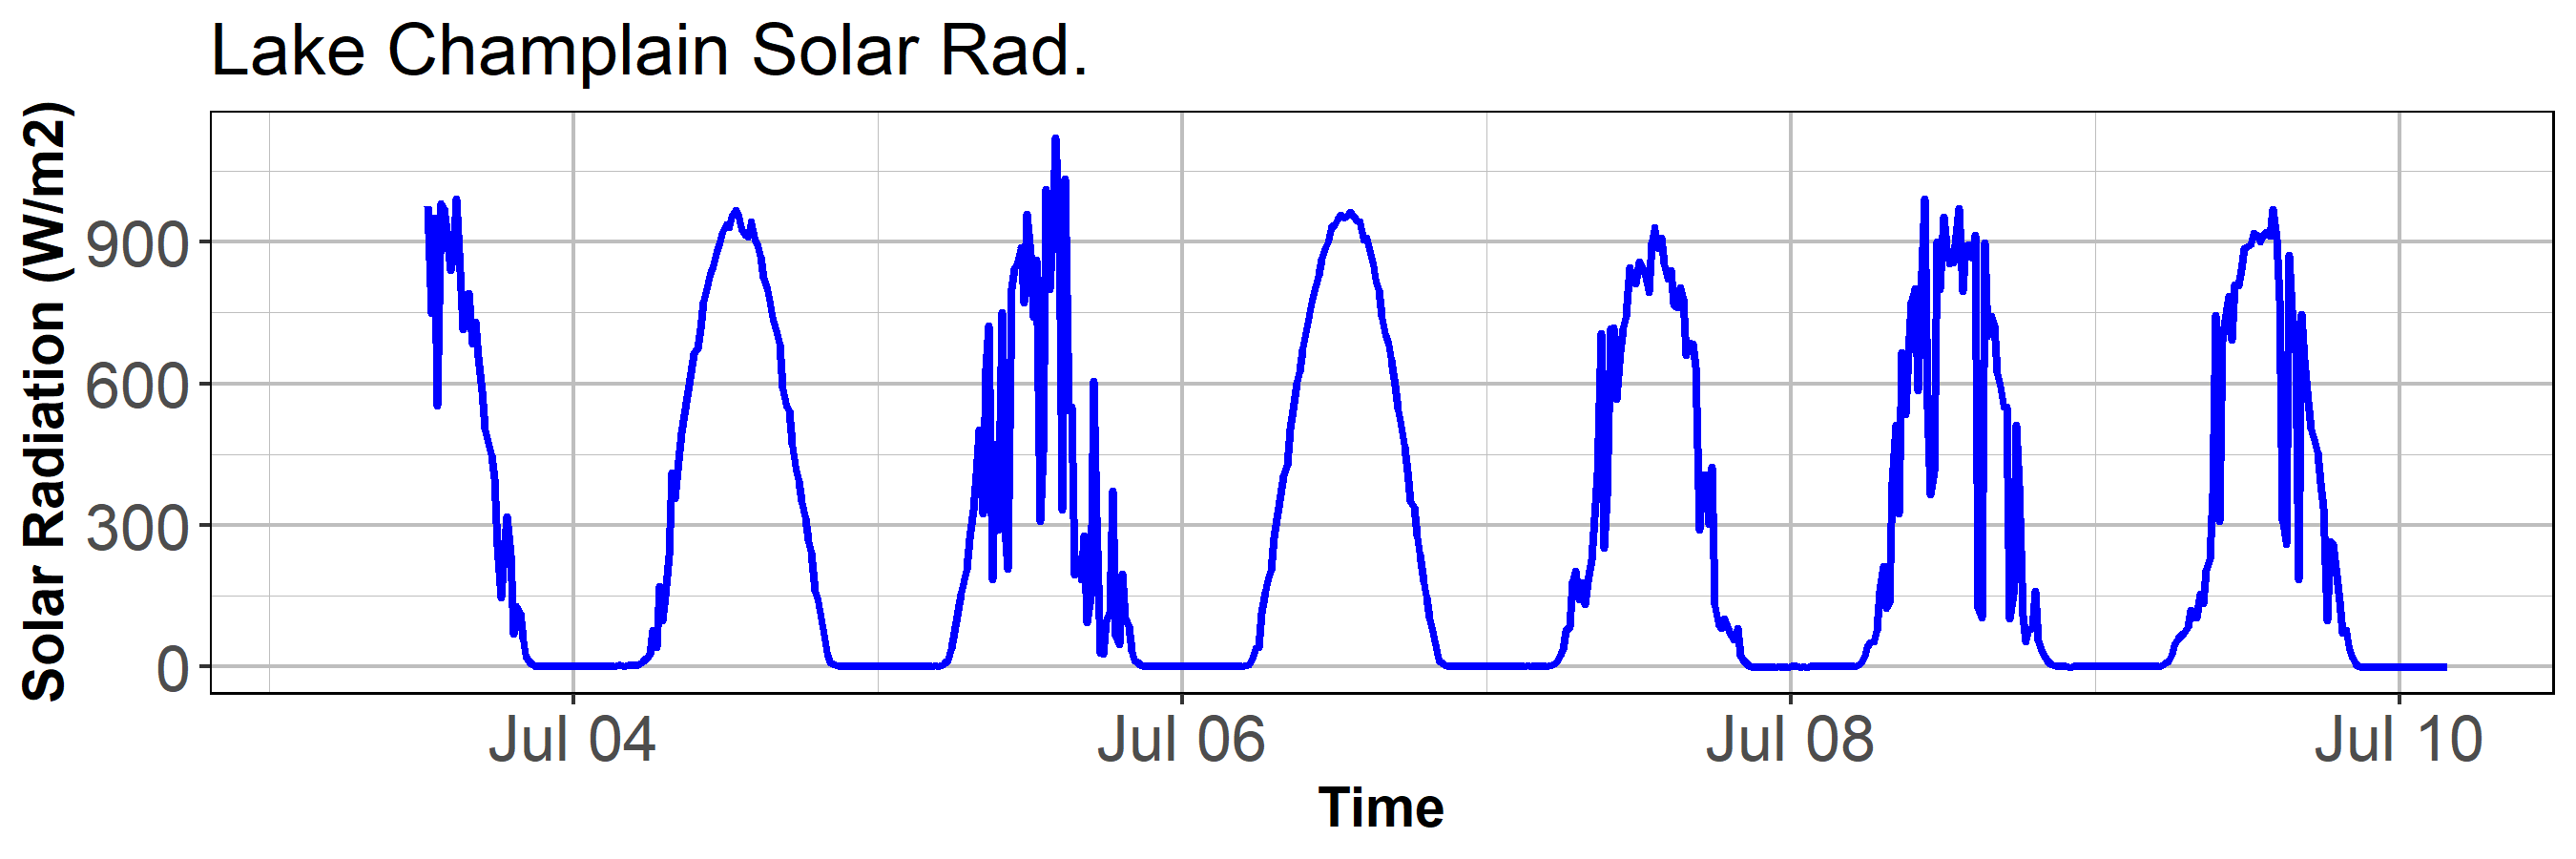 Lake Champlain Solar Rad.
Solar Radiation (W/m2)
900
600
300
0
Jul 04
Jul 06
Jul 08
Jul 10
Time